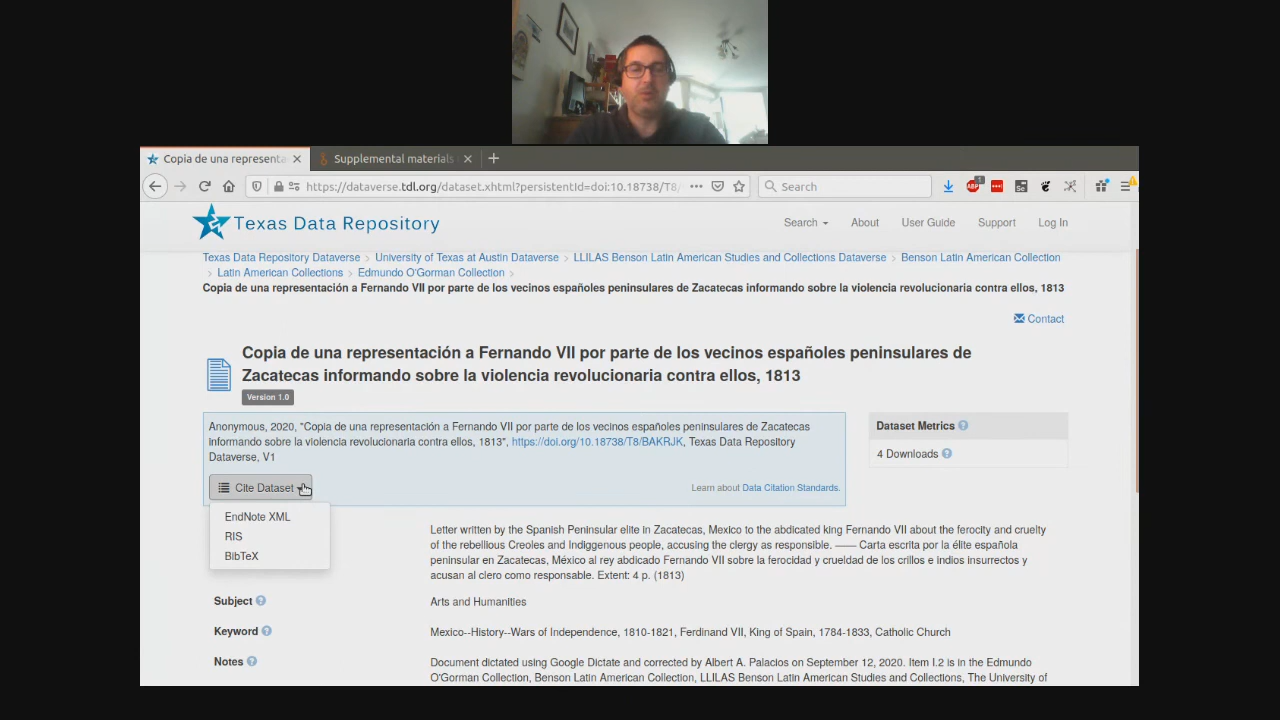 Copia de una representa
Supplemental materials
https://dataverse.tdl.org/dataset.xhtml?persistentId=doi:10.18738/T8/
Search
Texas Data Repository
Search
About
User Guide
Support
Log In
Texas Data Repository Dataverse > University of Texas at Austin Dataverse > LLILAS Benson Latin American Studies and Collections Dataverse > Benson Latin American Collection
> Latin American Collections > Edmundo O'Gorman Collection >
Copia de una representación a Fernando VII por parte de los vecinos españoles peninsulares de Zacatecas informando sobre la violencia revolucionaria contra ellos, 1813
Contact
Copia de una representación a Fernando VII por parte de los vecinos españoles peninsulares de
Zacatecas informando sobre la violencia revolucionaria contra ellos, 1813
Version 1.0
Anonymous, 2020, "Copia de una representación a Fernando VII por parte de los vecinos españoles peninsulares de Zacatecas
informando sobre la violencia revolucionaria contra ellos, 1813", https://doi.org/10.18738/T8/BAKRJK, Texas Data Repository
Dataverse, V1
Cite Dataset
Learn about Data Citation Standards.
EndNote XML
RIS
BibTeX
Dataset Metrics
4 Downloads
Letter written by the Spanish Peninsular elite in Zacatecas, Mexico to the abdicated king Fernando VII about the ferocity and cruelty
of the rebellious Creoles and Indiggenous people, accusing the clergy as responsible. —— Carta escrita por la élite española
peninsular en Zacatecas, México al rey abdicado Fernando VII sobre la ferocidad y crueldad de los crillos e indios insurrectos y
acusan al clero como responsable. Extent: 4 p. (1813)
Subject
Arts and Humanities
Keyword
Mexico--History--Wars of Independence, 1810-1821, Ferdinand VII, King of Spain, 1784-1833, Catholic Church
Notes
Document dictated using Google Dictate and corrected by Albert A. Palacios on September 12, 2020. Item I.2 is in the Edmundo
O'Gorman Collection, Benson Latin American Collection, LLILAS Benson Latin American Studies and Collections, The University of